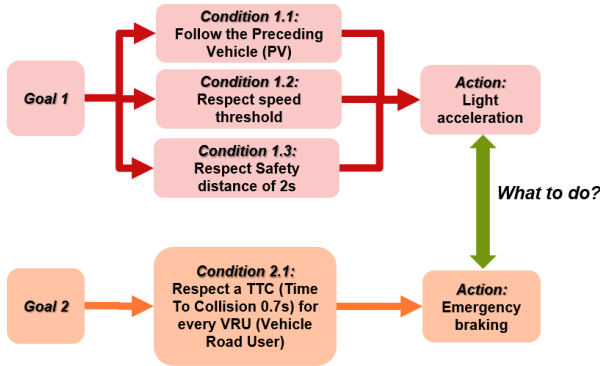 Condition 1.1:
Follow the Preceding
Vehicle (PV)
Goal 1
Condition 1.2:
Respect speed
threshold
Action:
Light
acceleration
Condition 1.3:
Respect Safety
distance of 2s
What to do?
Goal 2
Condition 2.1:
Respect a TTC (Time
To Collision 0.7s) for
every VRU (Vehicle
Road User)
Action:
Emergency
braking